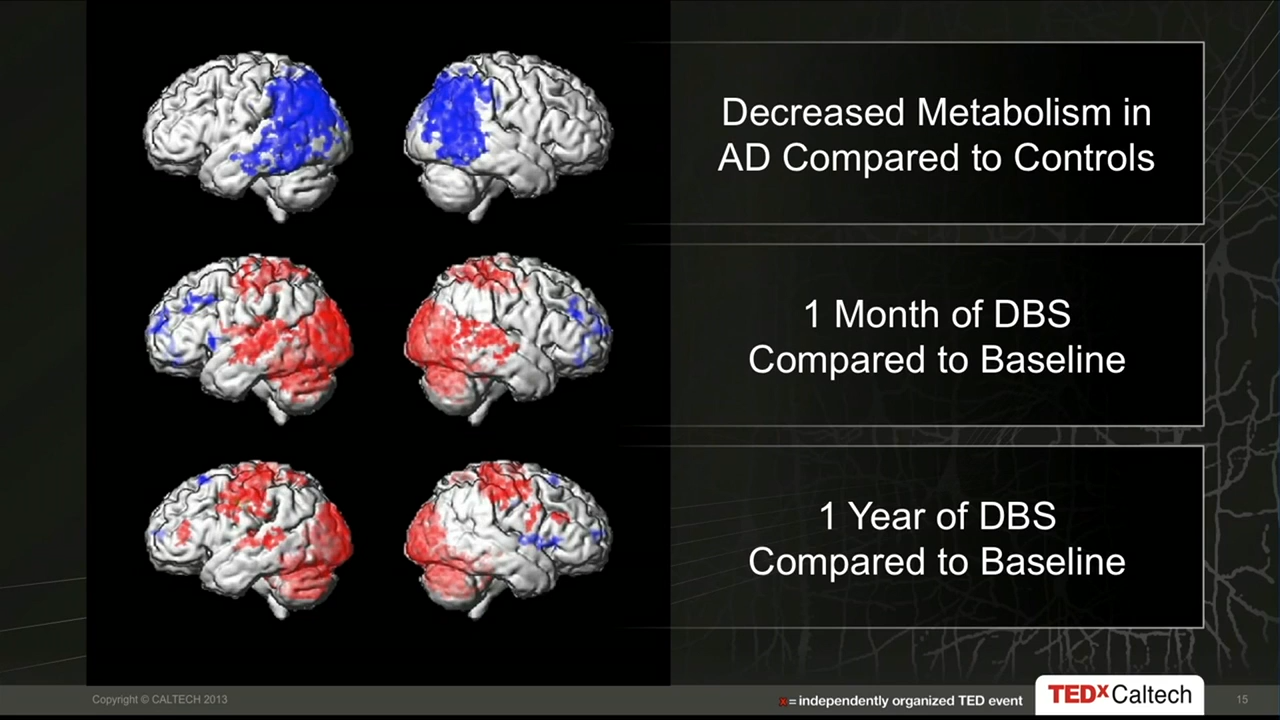 Decreased Metabolism in
AD Compared to Controls
1 Month of DBS
Compared to Baseline
1 Year of DBS
Compared to Baseline
Copyright © CALTECH 2013
x = independently organized TED event
TEDxCaltech
15